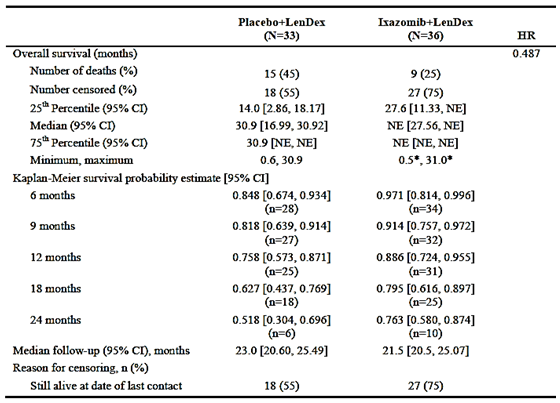 Placebo+LenDex Ixazomib+LenDex
(N=33) (N=36) HR
Overall survival (months) 0.487
Number of deaths (%) 15 (45) 9 (25)
Number censored (%) 18 (55) 27 (75)
25th Percentile (95% CI) 14.0 [2.86, 18.17] 27.6 [11.33, NE]
Median (95% CI) 30.9 [16.99, 30.92] NE [27.56, NE]
75th Percentile (95% CI) 30.9 [NE, NE] NE [NE, NE]
Minimum, maximum 0.6, 30.9 0.5*, 31.0*
Kaplan-Meier survival probability estimate [95% CI]
6 months 0.848 [0.674, 0.934] 0.971 [0.814, 0.996]
(n=28) (n=34)
9 months 0.818 [0.639, 0.914] 0.914 [0.757, 0.972]
(n=27) (n=32)
12 months 0.758 [0.573, 0.871] 0.886 [0.724, 0.955]
(n=25) (n=31)
18 months 0.627 [0.437, 0.769] 0.795 [0.616, 0.897]
(n=18) (n=25)
24 months 0.518 [0.304, 0.696] 0.763 [0.580, 0.874]
(n=6) (n=10)
Median follow-up (95% CI), months 23.0 [20.60, 25.49] 21.5 [20.5, 25.07]
Reason for censoring, n (%)
Still alive at date of last contact 18 (55) 27 (75)